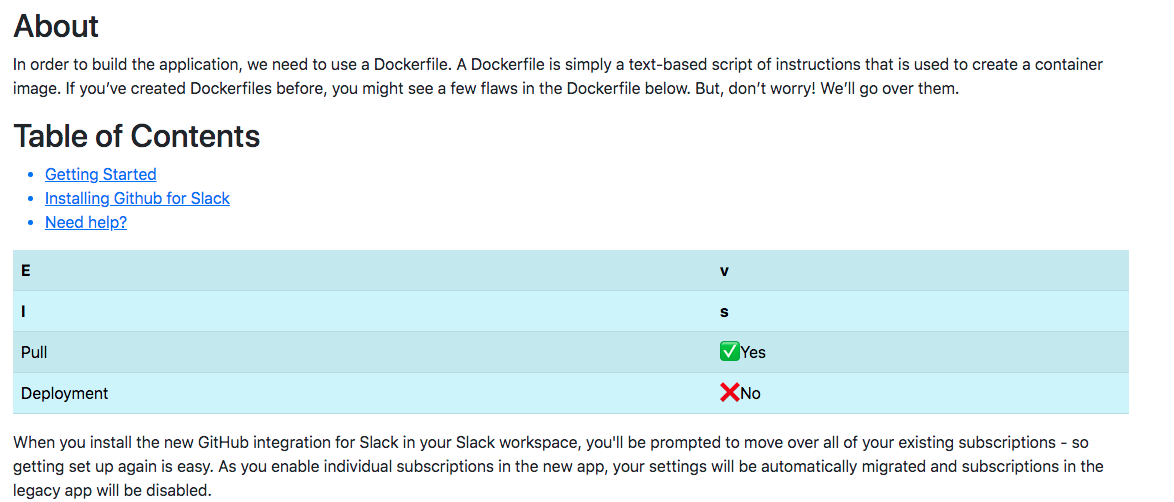 About
In order to build the application, we need to use a Dockerfile. A Dockerfile is simply a text-based script of instructions that is used to create a container
image. If you’ve created Dockerfiles before, you might see a few flaws in the Dockerfile below. But, don’t worry! We’ll go over them.
Table of Contents
Getting Started
Installing Github for Slack
Need help?
E v
I s
Pull ✅Yes
Deployment ❌No
When you install the new GitHub integration for Slack in your Slack workspace, you'll be prompted to move over all of your existing subscriptions - so
getting set up again is easy. As you enable individual subscriptions in the new app, your settings will be automatically migrated and subscriptions in the
legacy app will be disabled.